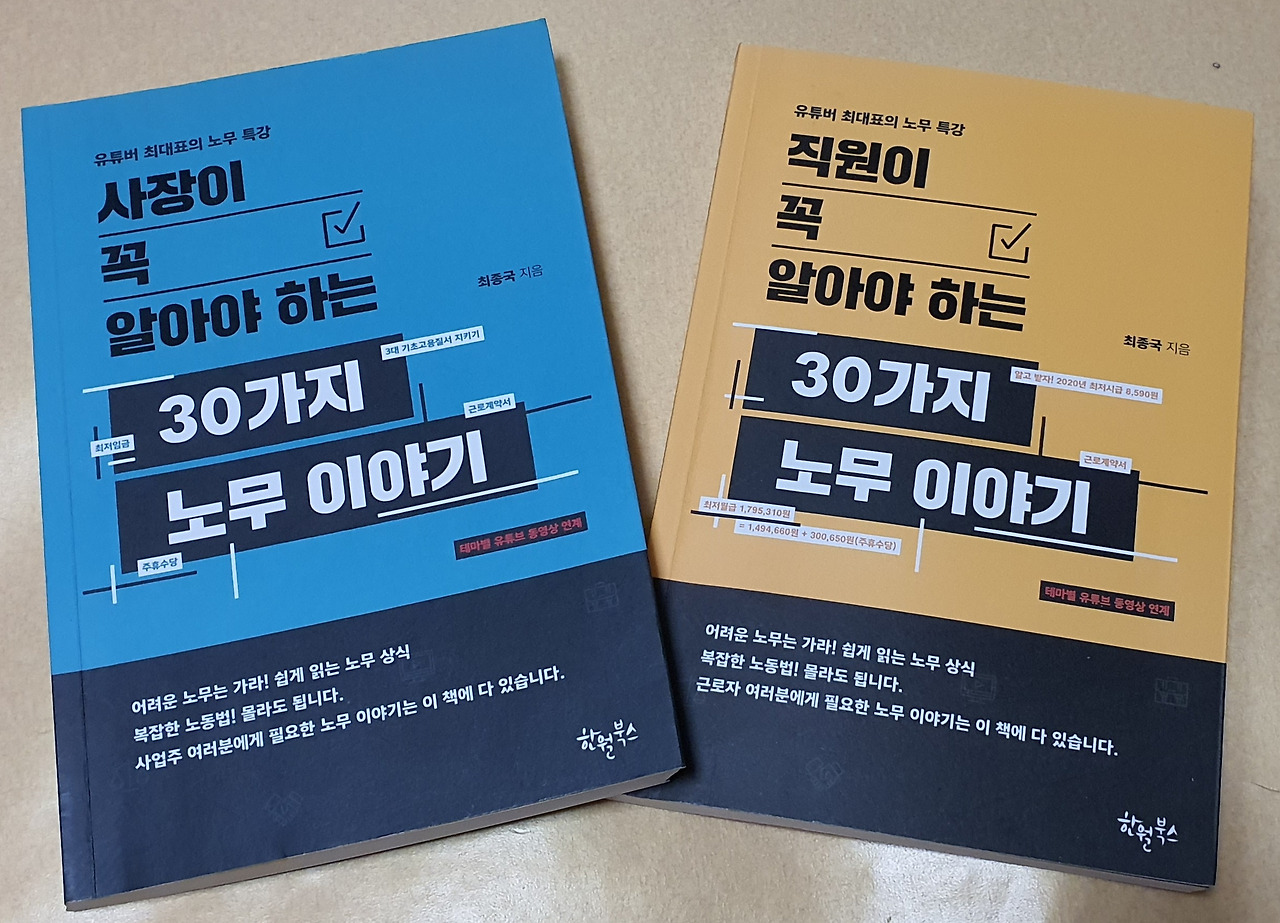 유튜버 최대표의 노무 특강
사장이
꼭
알아야 하는
최종국 지음
3대 기초고용질서 지키기
30가지
근로계약서
최저임금
노무 이야기
주휴수당
테마별 유튜브 동영상 연계
어려운 노무는 가라! 쉽게 읽는 노무 상식
복잡한 노동법! 몰라도 됩니다.
사업주 여러분에게 필요한 노무 이야기는 이 책에 다 있습니다.
한월북스
유튜버 최대표의 노무 특강
직원이
꼭
알아야 하는
최종국 지음
알고 받자! 2020년 최저시급 8,590원
30가지
근로계약서
노무 이야기
최저월급 1,795,310원
= 1,494,660원 + 300,650원(주휴수당)
테마별 유튜브 동영상 연계
어려운 노무는 가라! 쉽게 읽는 노무 상식
복잡한 노동법! 몰라도 됩니다.
근로자 여러분에게 필요한 노무 이야기는 이 책에 다 있습니다.
한월북스